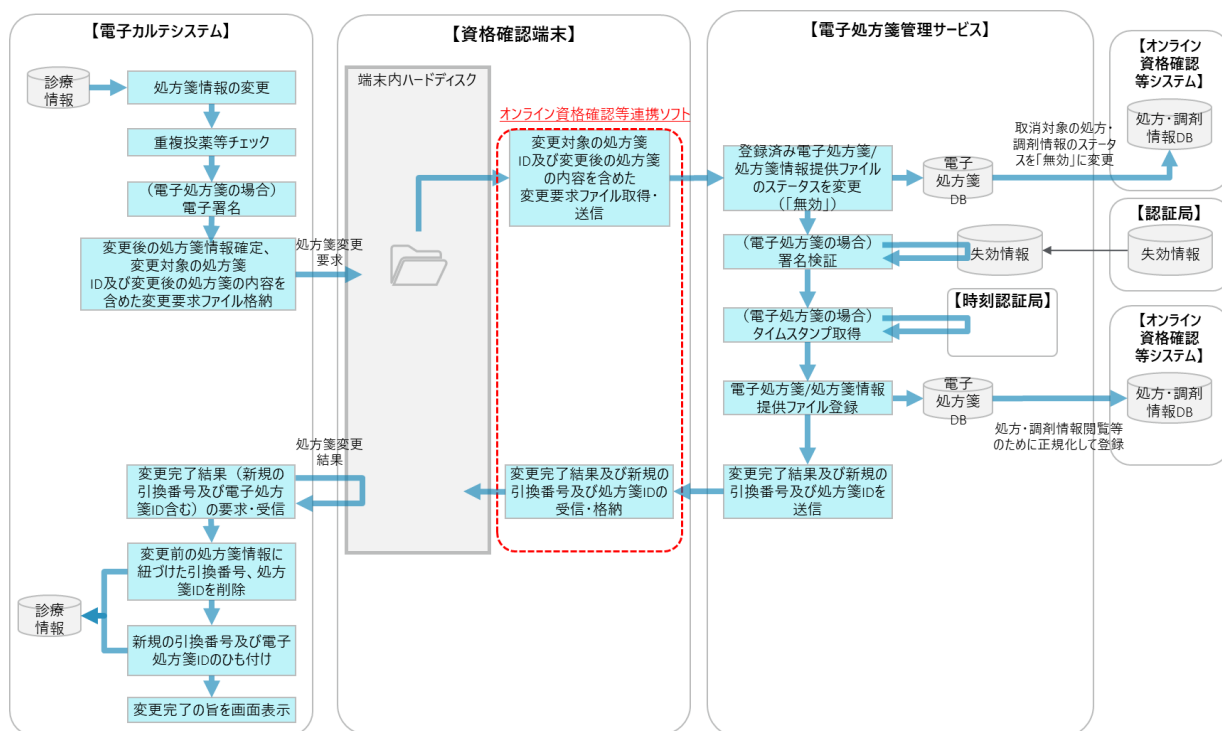 【電子カルテシステム】
診療
情報
処方箋情報の変更
重複投薬等チェック
(電子処方箋の場合)
電子署名
変更後の処方箋情報確定、
変更対象の処方箋
ID及び変更後の処方箋の内容を
含めた変更要求ファイル格納
処方箋変更
要求
【資格確認端末】
端末内ハードディスク
オンライン資格確認等連携ソフト
変更対象の処方箋
ID及び変更後の処方箋
の内容を含めた
変更要求ファイル取得・
送信
【電子処方箋管理サービス】
登録済み電子処方箋/
処方箋情報提供ファイル
のステータスを変更
(「無効」)
電子
処方箋
DB
取消対象の処方・
調剤情報のステータ
スを「無効」に変更
【オンライン
資格確認
等システム】
処方・調剤
情報DB
(電子処方箋の場合)
署名検証
失効情報
【認証局】
失効情報
(電子処方箋の場合)
タイムスタンプ取得
【時刻認証局】
電子処方箋/処方箋情報
提供ファイル登録
電子
処方箋
DB
処方・調剤情報閲覧等
のために正規化して登録
【オンライン
資格確認
等システム】
処方・調剤
情報DB
変更完了結果及び新規の
引換番号及び処方箋IDを
送信
変更完了結果及び新規の
引換番号及び処方箋IDの
受信・格納
処方箋変更
結果
変更完了結果(新規の
引換番号及び電子処方
箋ID含む)の要求・受信
変更前の処方箋情報に
紐づけた引換番号、処方
箋IDを削除
診療
情報
新規の引換番号及び電子
処方箋IDのひも付け
変更完了の旨を画面表示